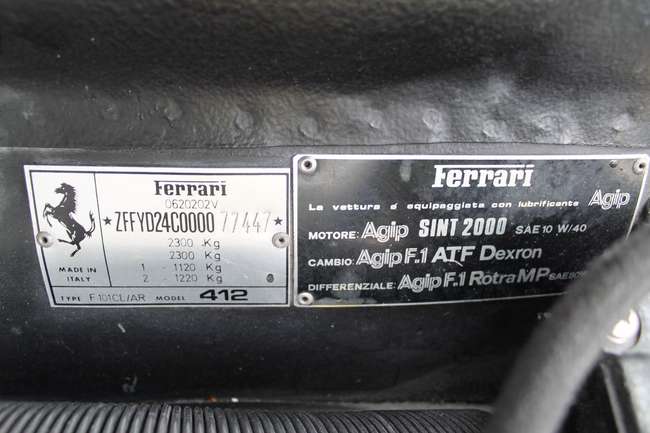 Ferrari
0620202V
*ZFFYD24C0000 77447*
2300 Kg
2300 Kg
1 - 1120 Kg
2 - 1220 Kg
MADE IN
ITALY
TYPE F101CL/AR MODEL 412
Ferrari
La vettura è equipaggiata con lubrificante Agip
MOTORE: Agip SINT 2000 SAE 10 W/40
CAMBIO: Agip F.1 ATF Dexron
DIFFERENZIALE: Agip F.1 Rotra MP